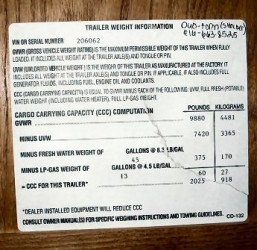 TRAILER WEIGHT INFORMATION
VIN OR SERIAL NUMBER 206062
GVWR (GROSS VEHICLE WEIGHT RATING) IS THE MAXIMUM PERMISSIBLE WEIGHT OF THIS TRAILER WHEN FULLY
LOADED. IT INCLUDES ALL WEIGHT AT THE TRAILER AXLE(S) AND TONGUE OR PIN.
UVW (UNLOADED VEHICLE WEIGHT) IS THE WEIGHT OF THIS TRAILER AS MANUFACTURED AT THE FACTORY. IT
INCLUDES ALL WEIGHT AT THE TRAILER AXLE(S) AND TONGUE OR PIN. IF APPLICABLE, IT ALSO INCLUDES FULL
GENERATOR FLUIDS, INCLUDING FUEL, ENGINE OIL AND COOLANTS.
CCC (CARGO CARRYING CAPACITY) IS EQUAL TO GVWR MINUS EACH OF THE FOLLOWING: UVW, FULL FRESH (POTABLE)
WATER WEIGHT (INCLUDING WATER HEATER), FULL LP-GAS WEIGHT.
CARGO CARRYING CAPACITY (CCC) COMPUTATION POUNDS KILOGRAMS
GVWR 9880 4481
MINUS UVW 7420 3365
MINUS FRESH WATER WEIGHT OF GALLONS @ 8.3 LB/GAL
45 375 170
MINUS LP-GAS WEIGHT OF GALLONS @ 4.5 LB/GAL
13 60 27
= CCC FOR THIS TRAILER* 2025 918
*DEALER INSTALLED EQUIPMENT WILL REDUCE CCC
CONSULT OWNER MANUAL(S) FOR SPECIFIC WEIGHING INSTRUCTIONS AND TOWING GUIDELINES. CD-132